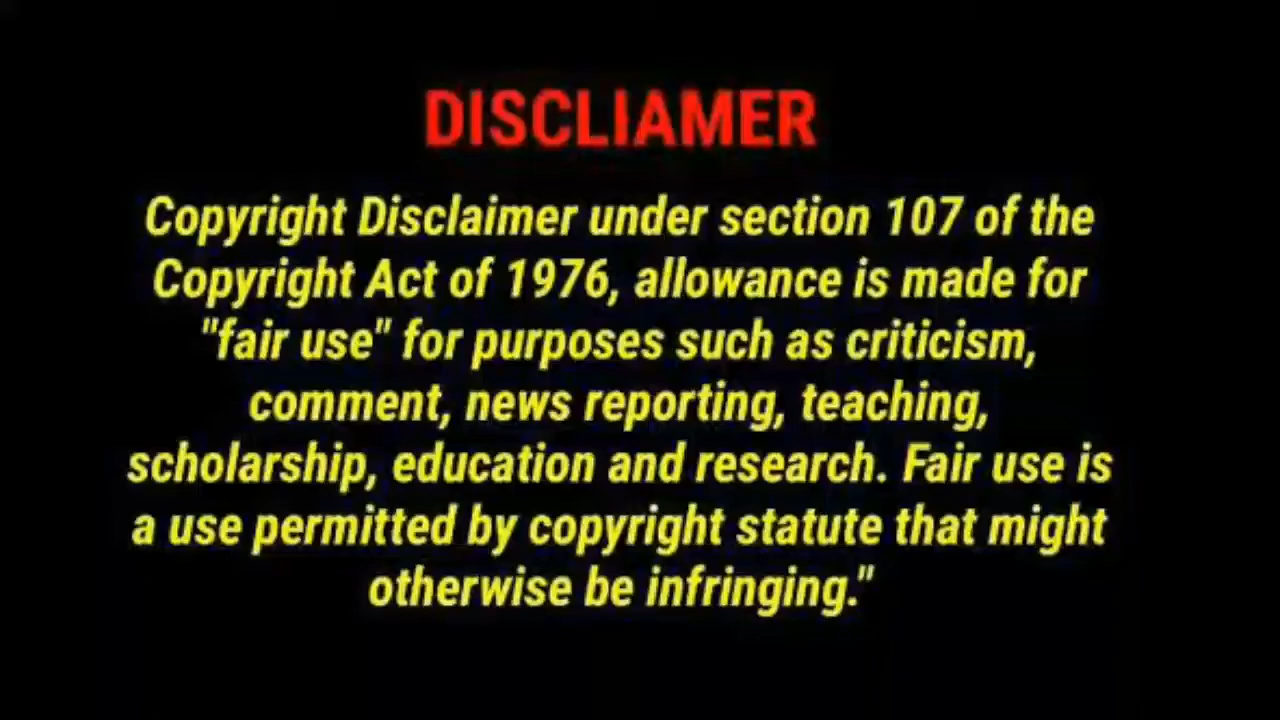 DISCLIAMER
Copyright Disclaimer under section 107 of the
Copyright Act of 1976, allowance is made for
"fair use" for purposes such as criticism,
comment, news reporting, teaching,
scholarship, education and research. Fair use is
a use permitted by copyright statute that might
otherwise be infringing."